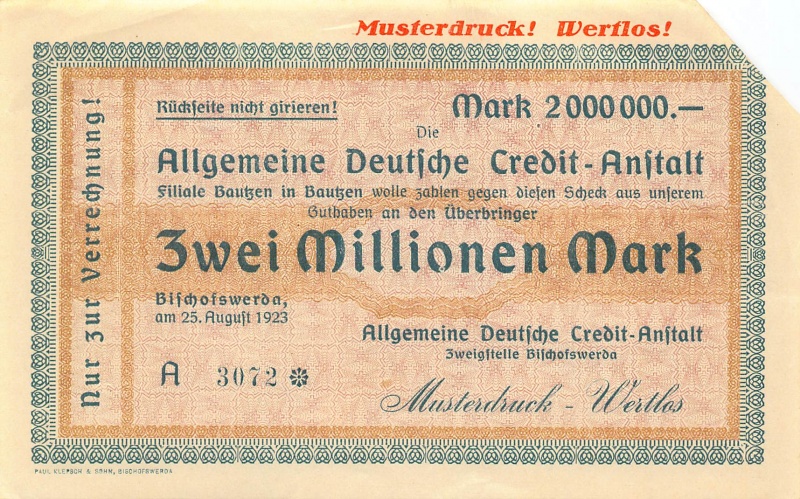 Musterdruck! Wertlos!
Nur zur Verrechnung!
Rückseite nicht girieren!
Mark 2000000.—
Die
Allgemeine Deutsche Credit-Anstalt
Filiale Bautzen in Bautzen wolle zahlen gegen diesen Scheck aus unserem
Guthaben an den Überbringer
Zwei Millionen Mark
Bischofswerda,
am 25. August 1923
Allgemeine Deutsche Credit-Anstalt
Zweigstelle Bischofswerda
A 3072 *
Musterdruck - Wertlos
PAUL KLEPSCH & SOHN, BISCHOFSWERDA